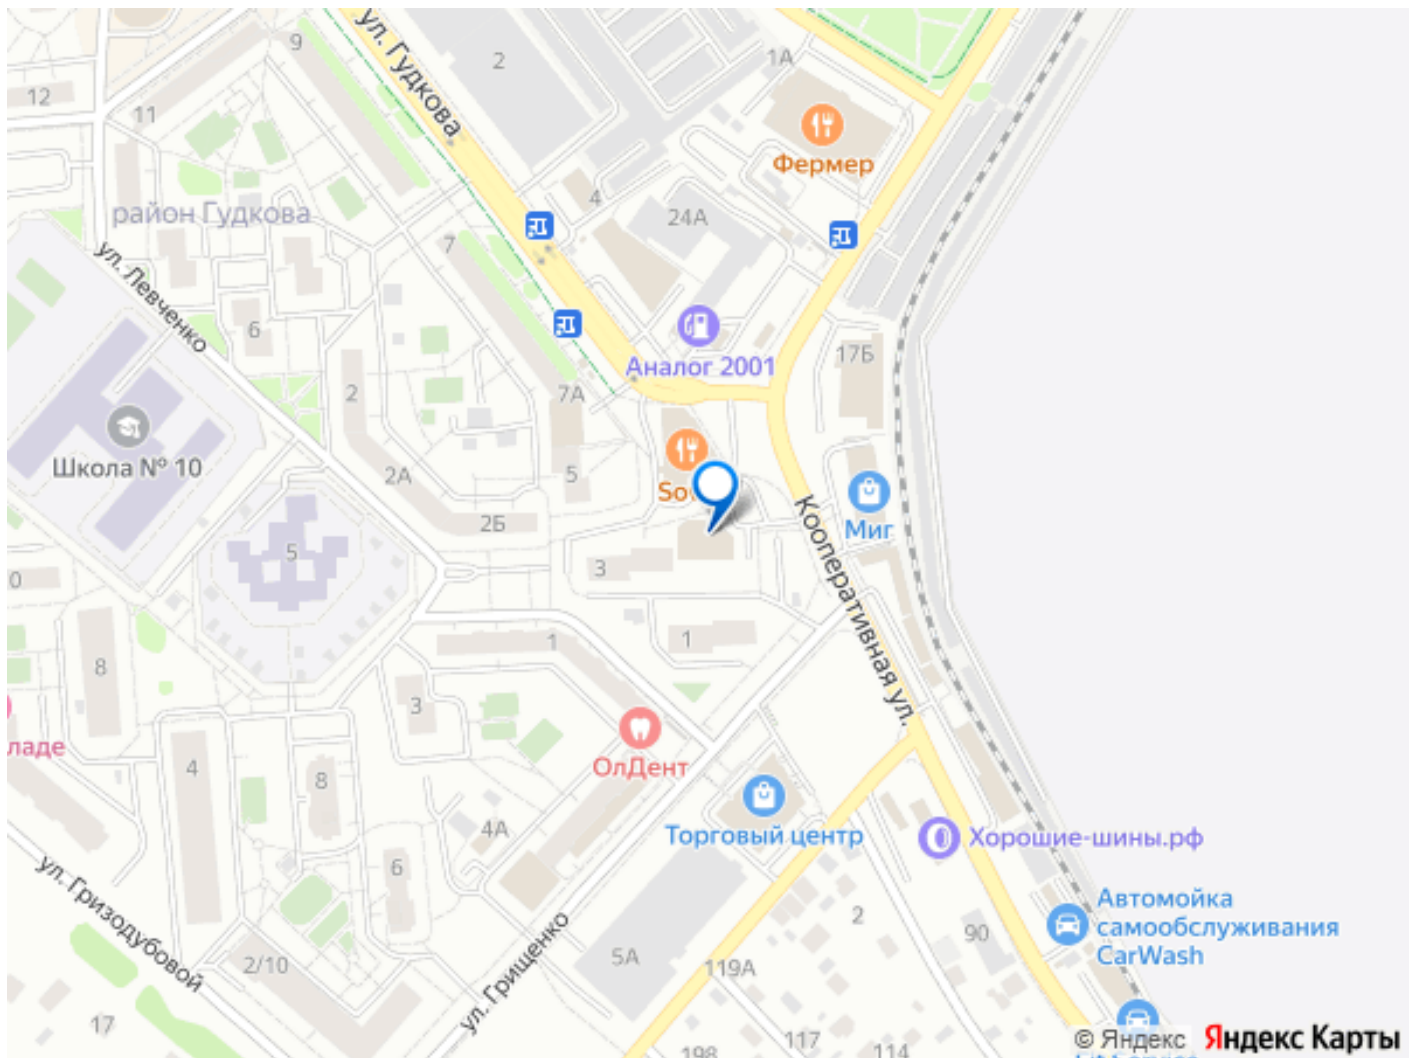 ул. Гудкова
9
2
1А
12
11
Фермер
4
24А
район Гудкова
7
ул. Левченко
6
17Б
Аналог 2001
2
7А
Школа № 10
2А
5
2Б
Миг
Кооперативная ул.
5
3
0
1
1
8
3
ладе
ОлДент
4
8
4А
Торговый центр
Хорошие-шины.рф
6
ул. Гризодубовой
Автомойка
самообслуживания
CarWash
2
90
2/10
5А
119А
ул. Грищенко
17
117
114
198
© Яндекс Яндекс Карты